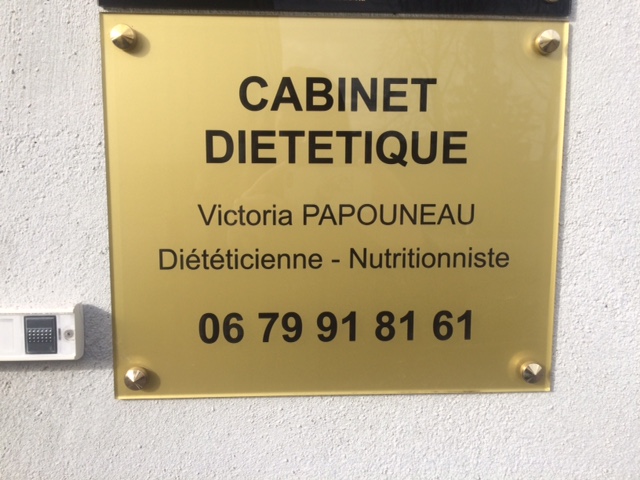 CABINET
DIETETIQUE
Victoria PAPOUNEAU
Diététicienne - Nutritionniste
06 79 91 81 61